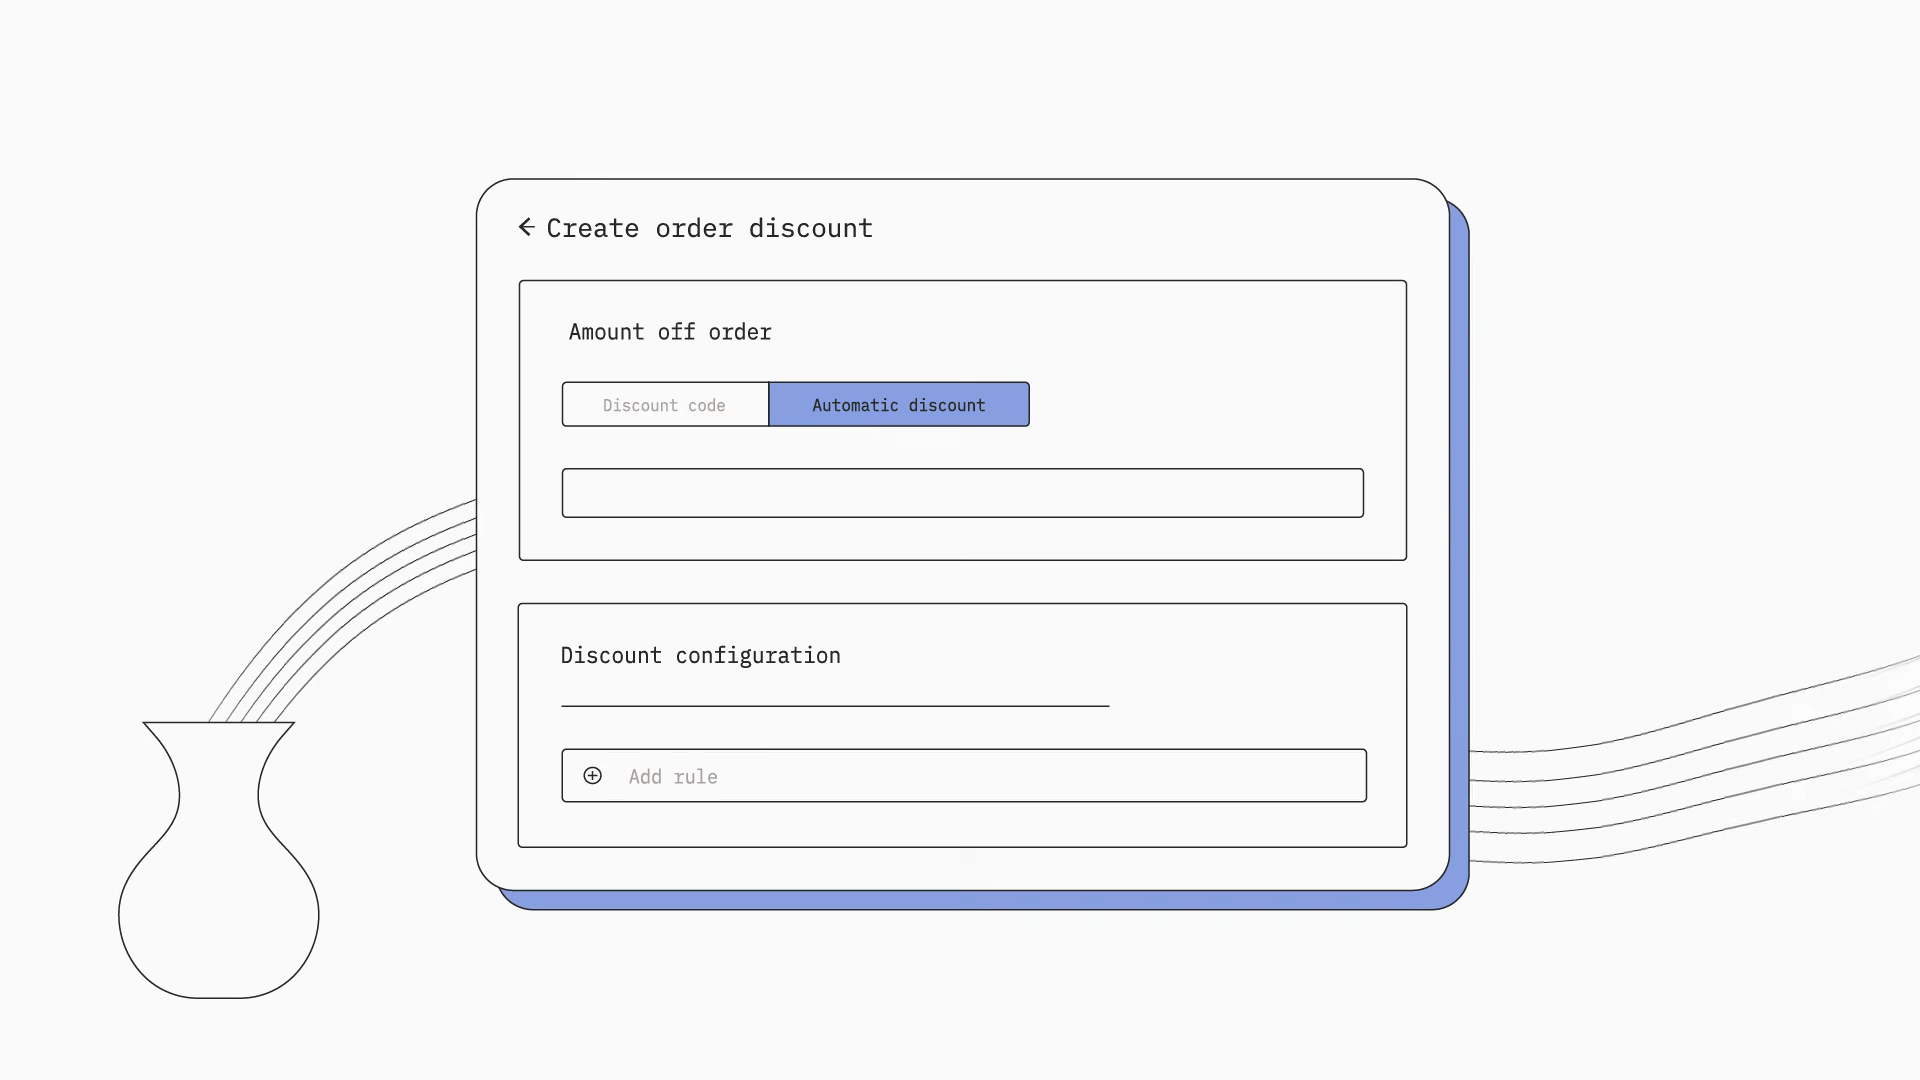 Create order discount
Amount off order
Discount code
Automatic discount
Discount configuration
Add rule